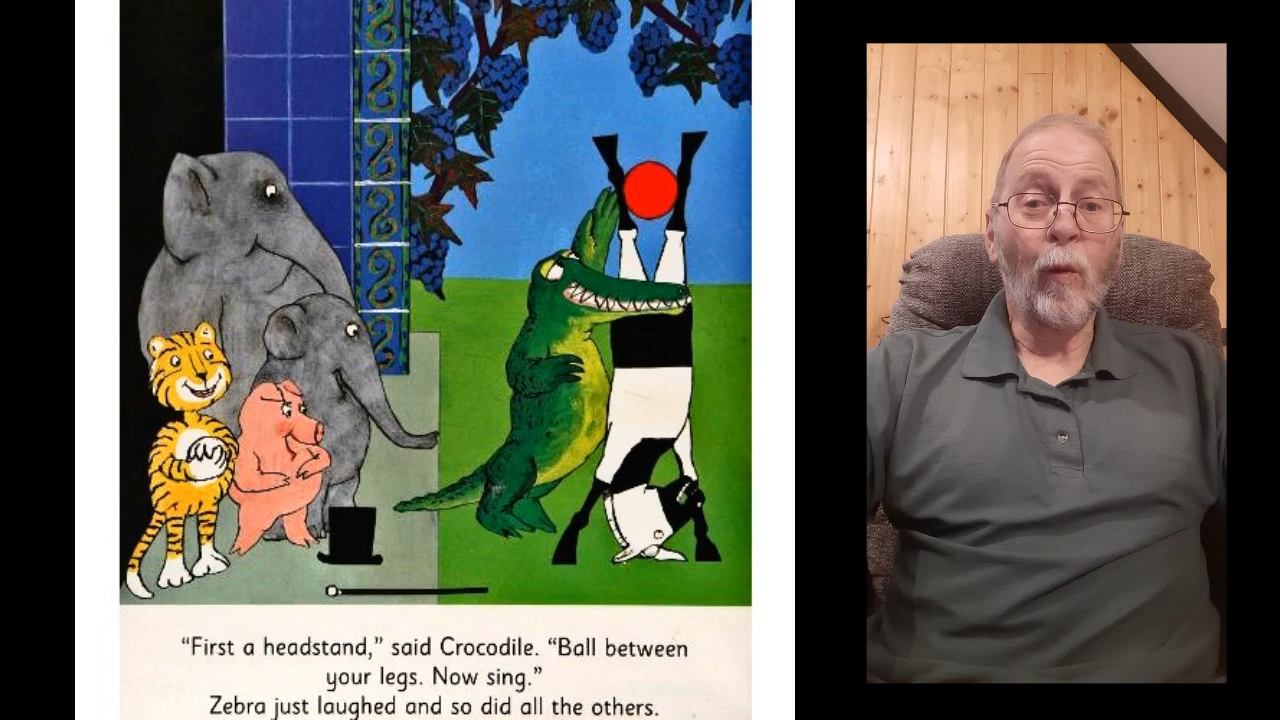 “First a headstand,” said Crocodile. “Ball between
your legs. Now sing.”
Zebra just laughed and so did all the others.